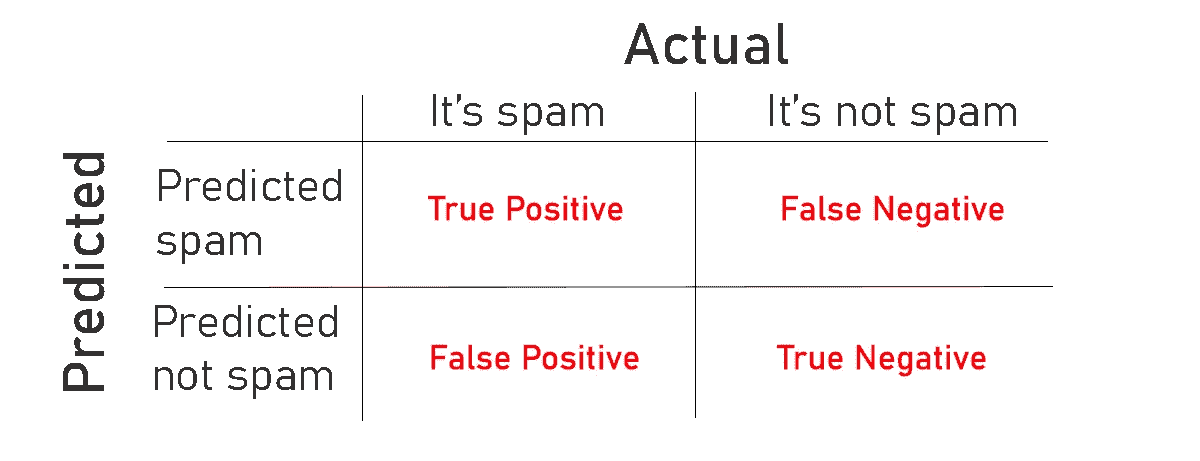 Actual
It's spam
It's not spam
Predicted
Predicted
spam
True Positive
False Negative
Predicted
not spam
False Positive
True Negative